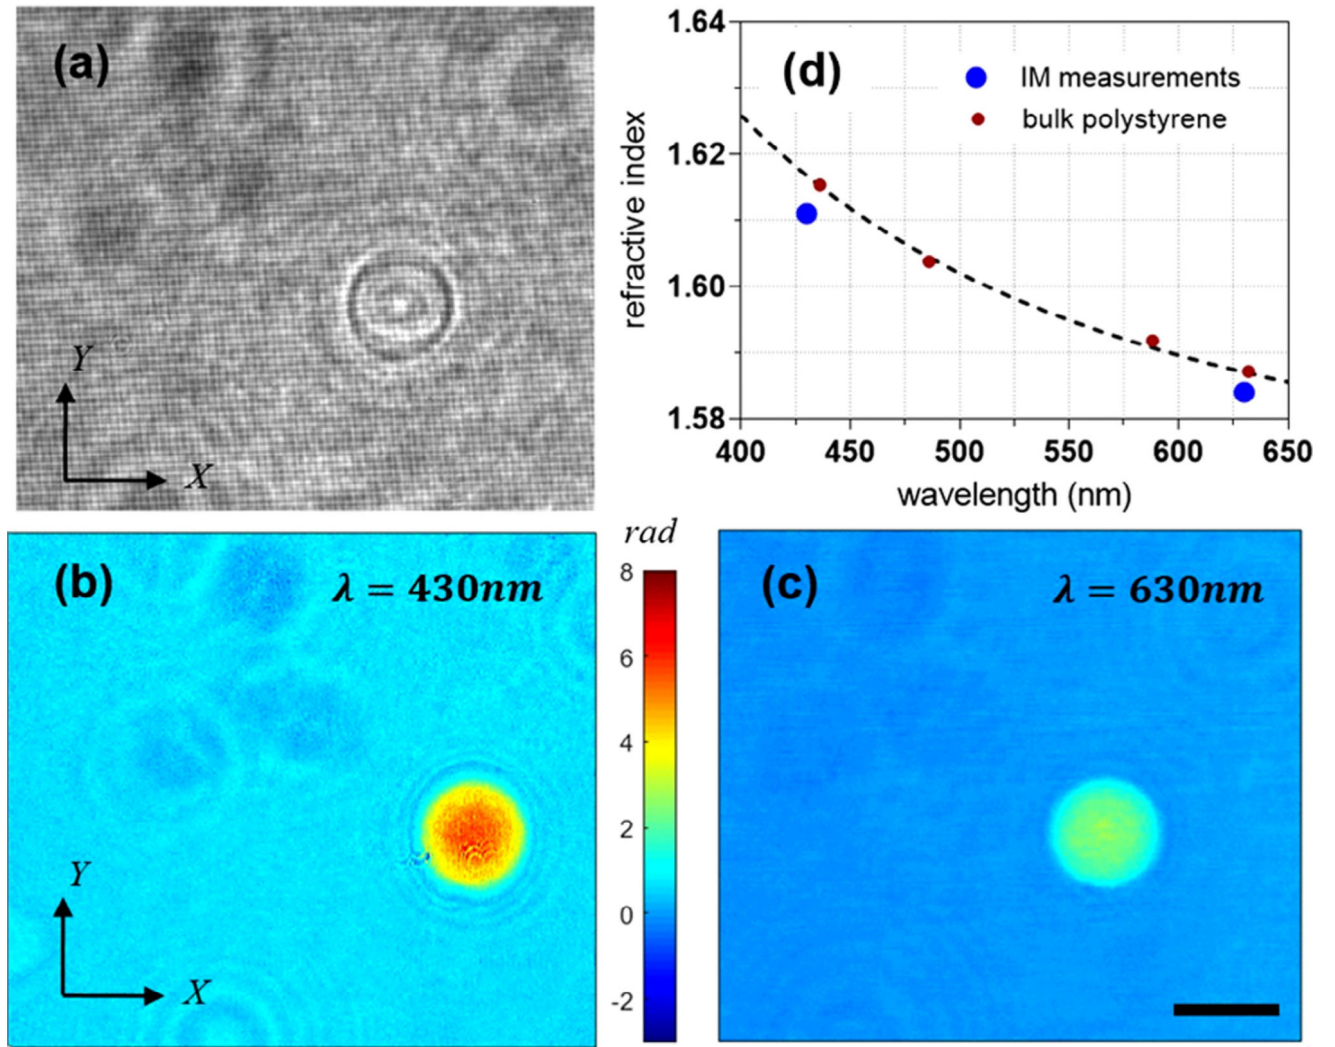 (a)
Y
X
(d)
IM measurements
bulk polystyrene
1.64
1.62
1.60
1.58
refractive index
400 450 500 550 600 650
wavelength (nm)
(b)
λ = 430nm
Y
X
rad
8
6
4
2
0
-2
(c)
λ = 630nm